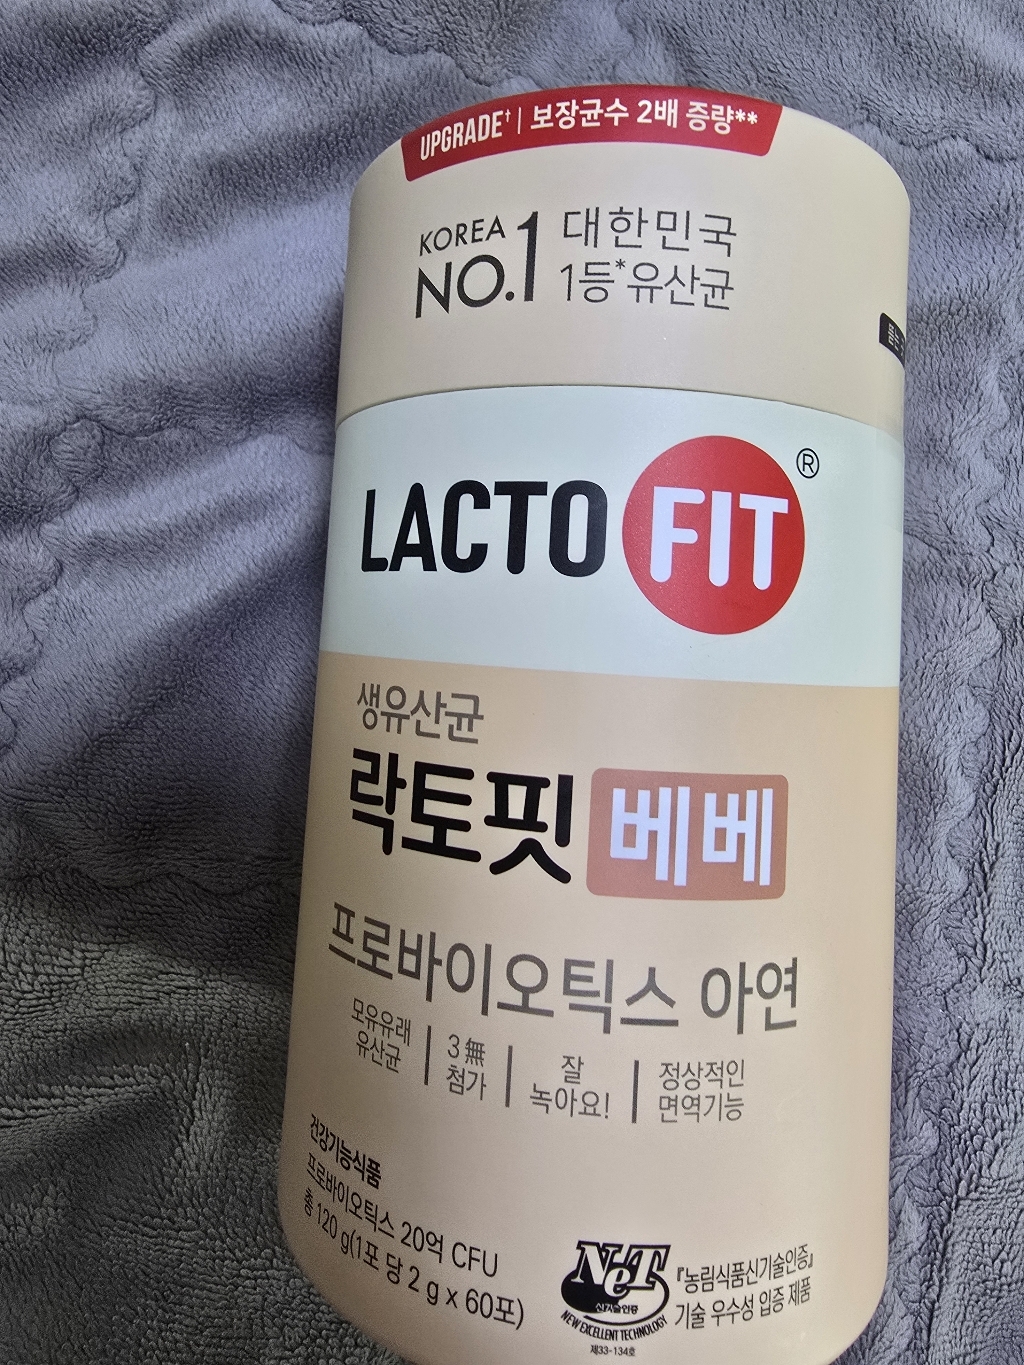 UPGRADE† | 보장균수 2배 증량**
KOREA
NO.1
대한민국
1등*유산균
LACTO FIT ®
생유산균
락토핏 베베
프로바이오틱스 아연
모유유래
유산균
3無
첨가
잘
녹아요!
정상적인
면역기능
건강기능식품
프로바이오틱스 20억 CFU
총 120 g(1포 당 2 g x 60포)
NeT
신기술인증
NEW EXCELLENT TECHNOLOGY
제33-134호
『농림식품신기술인증』
기술 우수성 입증 제품